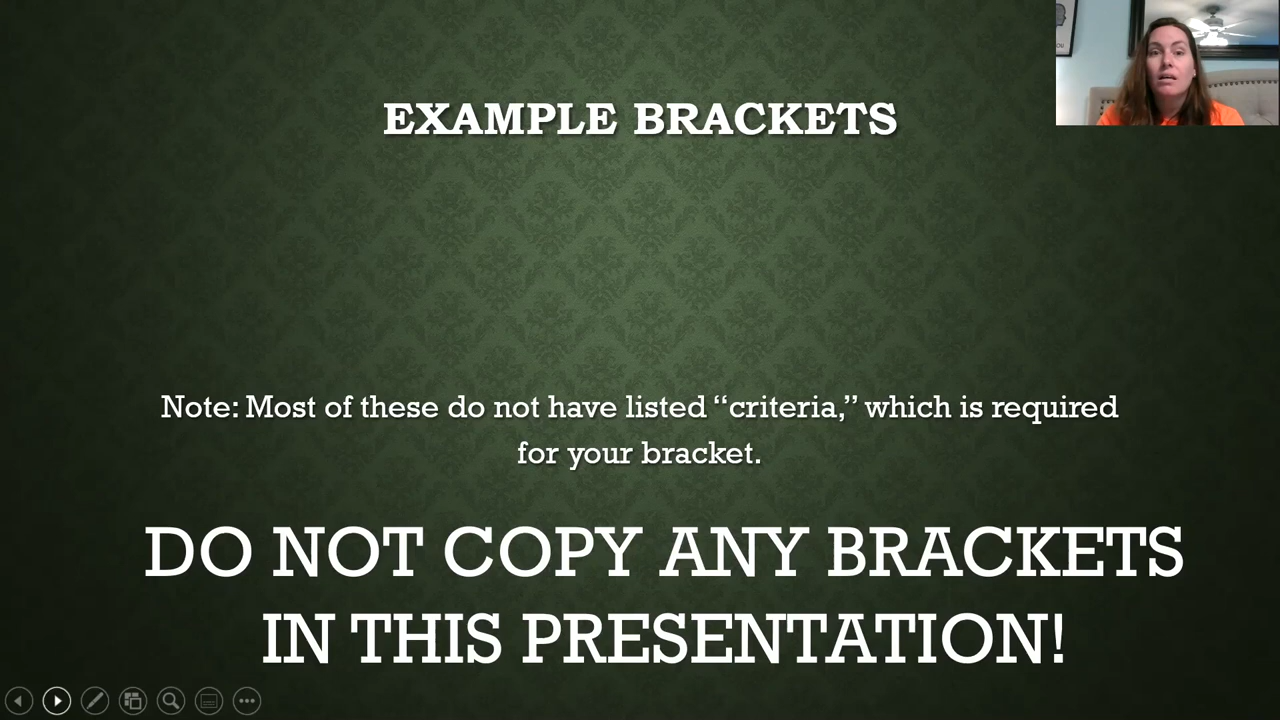 EXAMPLE BRACKETS
Note: Most of these do not have listed “criteria,” which is required
for your bracket.
DO NOT COPY ANY BRACKETS
IN THIS PRESENTATION!